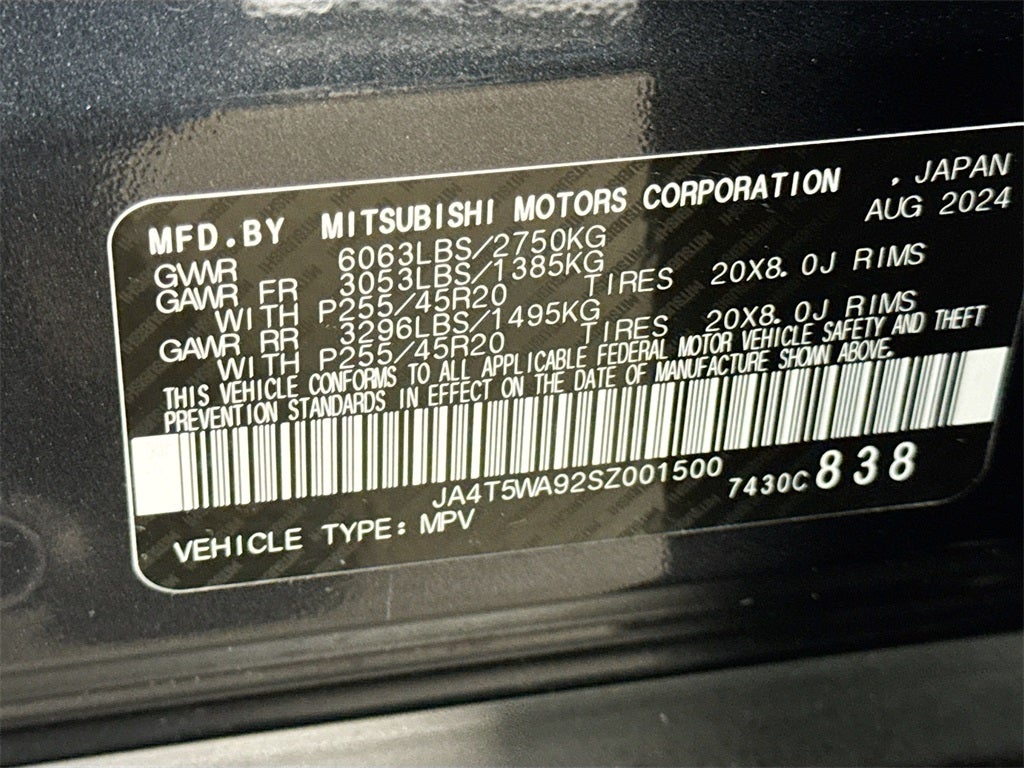 MFD.BY MITSUBISHI MOTORS CORPORATION , JAPAN
AUG 2024
GVWR 6063LBS/2750KG
GAWR FR 3053LBS/1385KG
WITH P255/45R20 TIRES 20X8.0J RIMS
GAWR RR 3296LBS/1495KG
WITH P255/45R20 TIRES 20X8.0J RIMS
THIS VEHICLE CONFORMS TO ALL APPLICABLE FEDERAL MOTOR VEHICLE SAFETY AND THEFT
PREVENTION STANDARDS IN EFFECT ON THE DATE OF MANUFACTURE SHOWN ABOVE.
JA4T5WA92SZ001500 7430C 838
VEHICLE TYPE: MPV